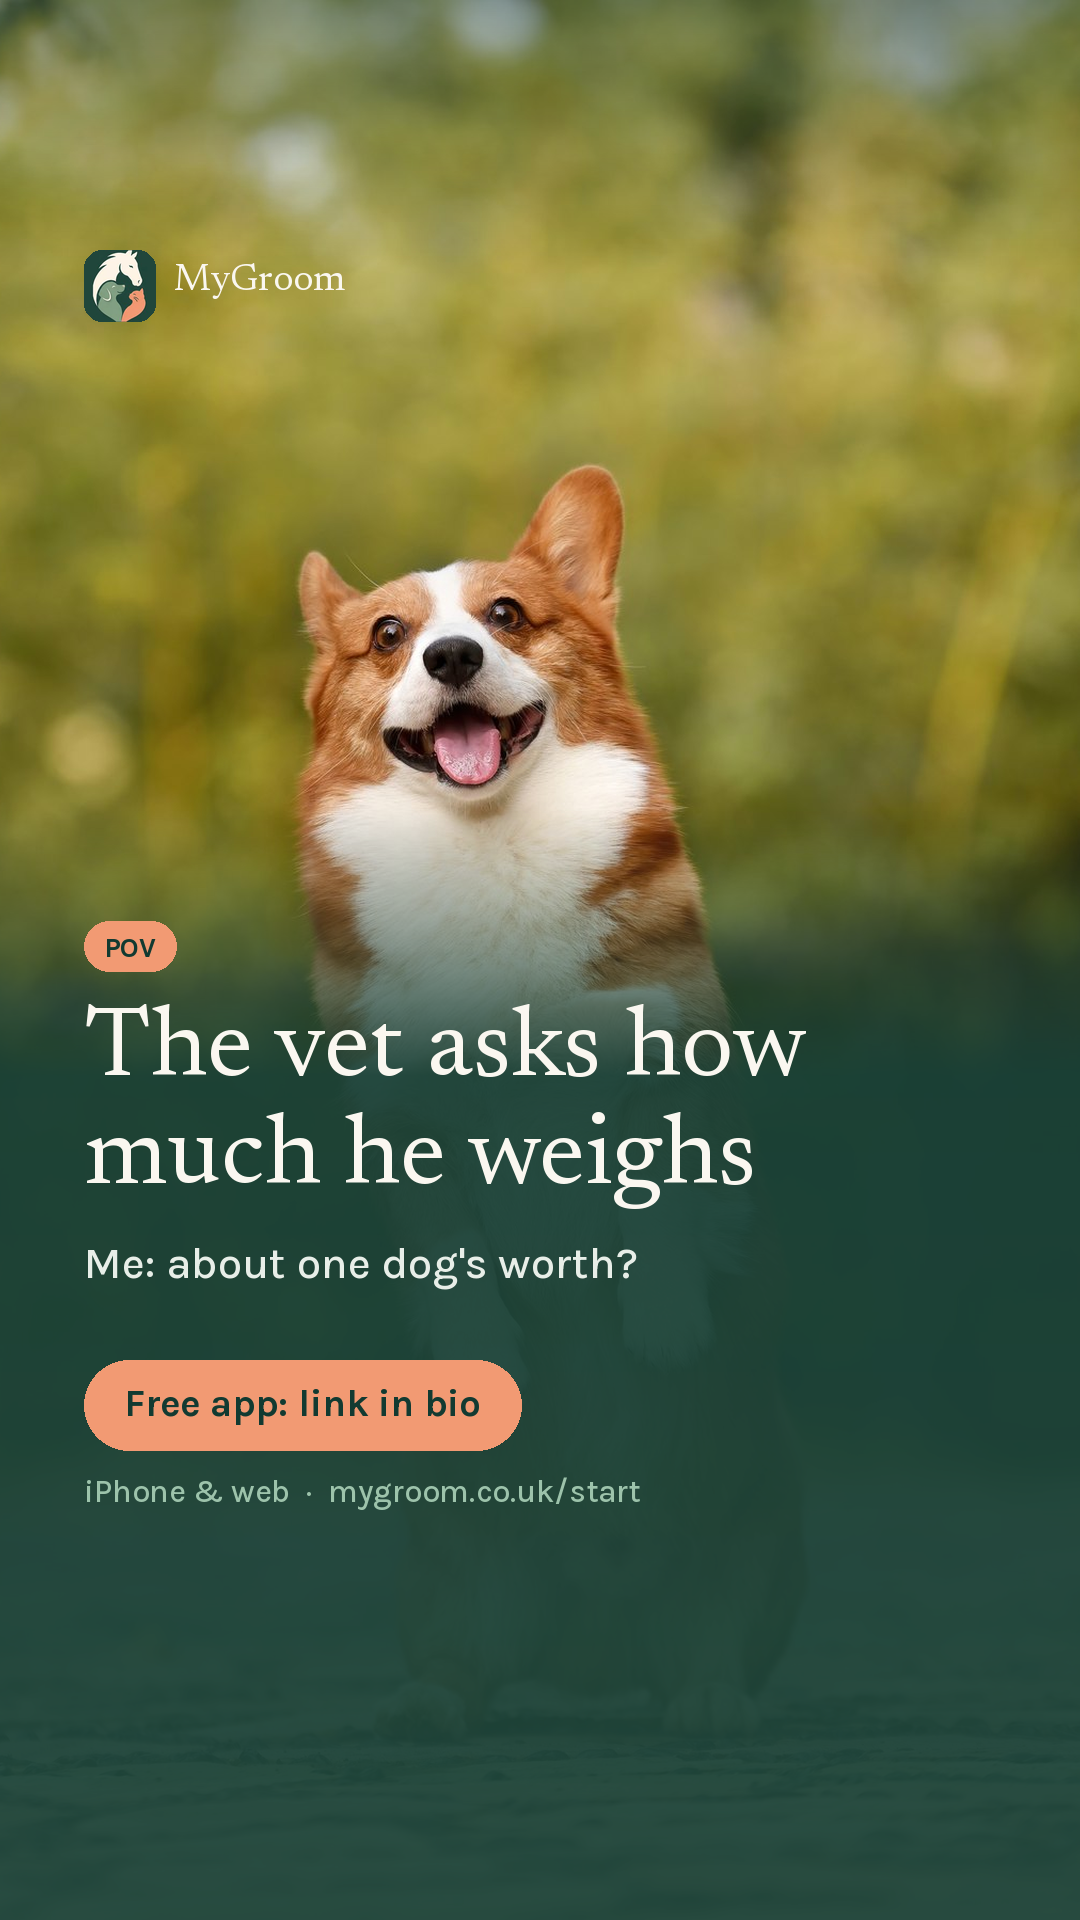 MyGroom
POV
The vet asks how
much he weighs
Me: about one dog's worth?
Free app: link in bio
iPhone & web · mygroom.co.uk/start